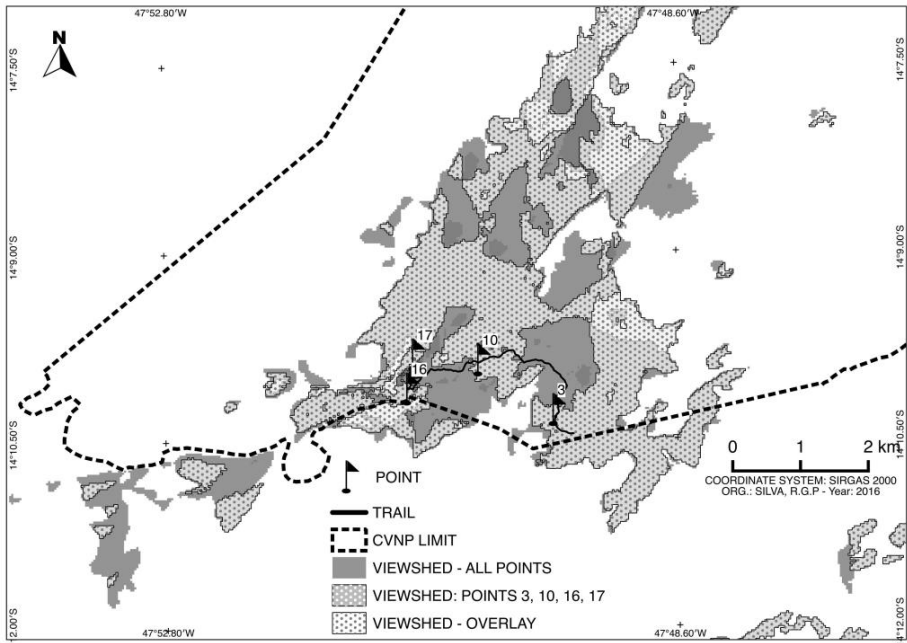 47°52.80'W
47°48.60'W
N
14°7.50'S
14°7.50'S
14°9.00'S
14°9.00'S
17
10
16
3
14°10.50'S
14°10.50'S
0 1 2 km
COORDINATE SYSTEM: SIRGAS 2000
ORG.: SILVA, R.G.P - Year: 2016
POINT
TRAIL
CVNP LIMIT
VIEWSHED - ALL POINTS
VIEWSHED: POINTS 3, 10, 16, 17
VIEWSHED - OVERLAY
2.00'S
47°52.80'W
47°48.60'W
14°12.00'S